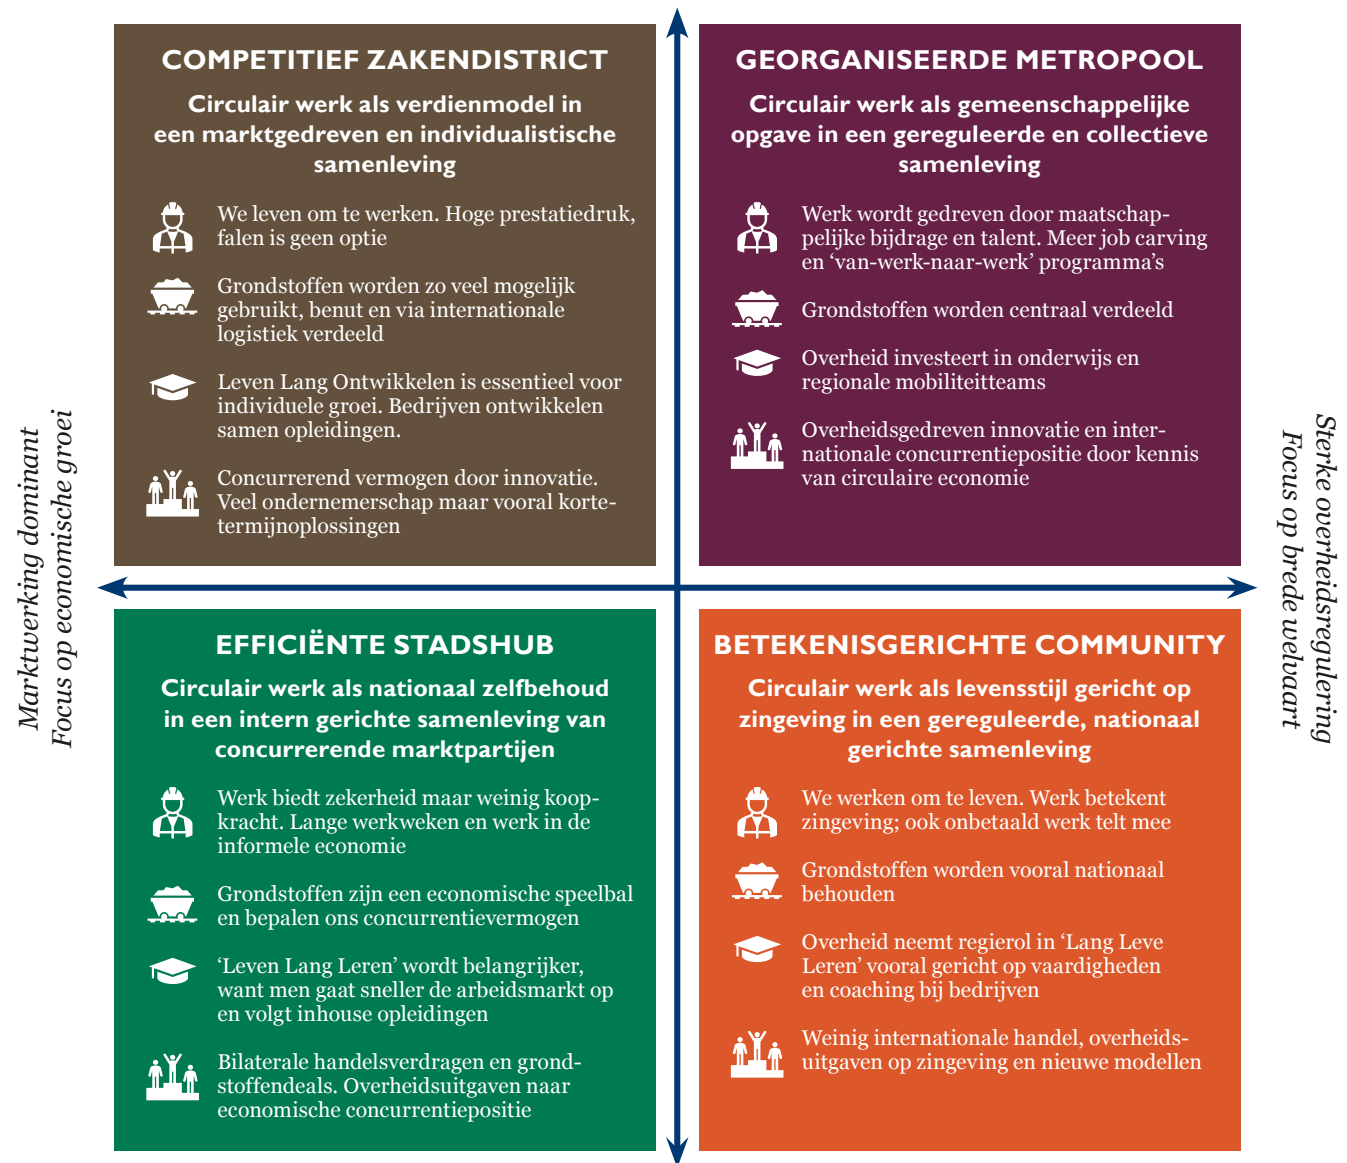 COMPETITIEF ZAKENDISTRICT
Circulair werk als verdienmodel in
een marktgedreven en individualistische
samenleving
We leven om te werken. Hoge prestatiedruk,
falen is geen optie
Grondstoffen worden zo veel mogelijk
gebruikt, benut en via internationale
logistiek verdeeld
Leven Lang Ontwikkelen is essentieel voor
individuele groei. Bedrijven ontwikkelen
samen opleidingen.
Concurrerend vermogen door innovatie.
Veel ondernemerschap maar vooral korte-
termijnoplossingen
GEORGANISEERDE METROPOOL
Circulair werk als gemeenschappelijke
opgave in een gereguleerde en collectieve
samenleving
Werk wordt gedreven door maatschap-
pelijke bijdrage en talent. Meer job carving
en ‘van-werk-naar-werk’ programma’s
Grondstoffen worden centraal verdeeld
Overheid investeert in onderwijs en
regionale mobiliteitteams
Overheidsgedreven innovatie en inter-
nationale concurrentiepositie door kennis
van circulaire economie
Marktwerking dominant
Focus op economische groei
Sterke overheidsregulering
Focus op brede welvaart
EFFICIËNTE STADSHUB
Circulair werk als nationaal zelfbehoud
in een intern gerichte samenleving van
concurrerende marktpartijen
Werk biedt zekerheid maar weinig koop-
kracht. Lange werkweken en werk in de
informele economie
Grondstoffen zijn een economische speelbal
en bepalen ons concurrentievermogen
‘Leven Lang Leren’ wordt belangrijker,
want men gaat sneller de arbeidsmarkt op
en volgt inhouse opleidingen
Bilaterale handelsverdragen en grond-
stoffendeals. Overheidsuitgaven naar
economische concurrentiepositie
BETEKENISGERICHTE COMMUNITY
Circulair werk als levensstijl gericht op
zingeving in een gereguleerde, nationaal
gerichte samenleving
We werken om te leven. Werk betekent
zingeving; ook onbetaald werk telt mee
Grondstoffen worden vooral nationaal
behouden
Overheid neemt regierol in ‘Lang Leve
Leren’ vooral gericht op vaardigheden
en coaching bij bedrijven
Weinig internationale handel, overheids-
uitgaven op zingeving en nieuwe modellen